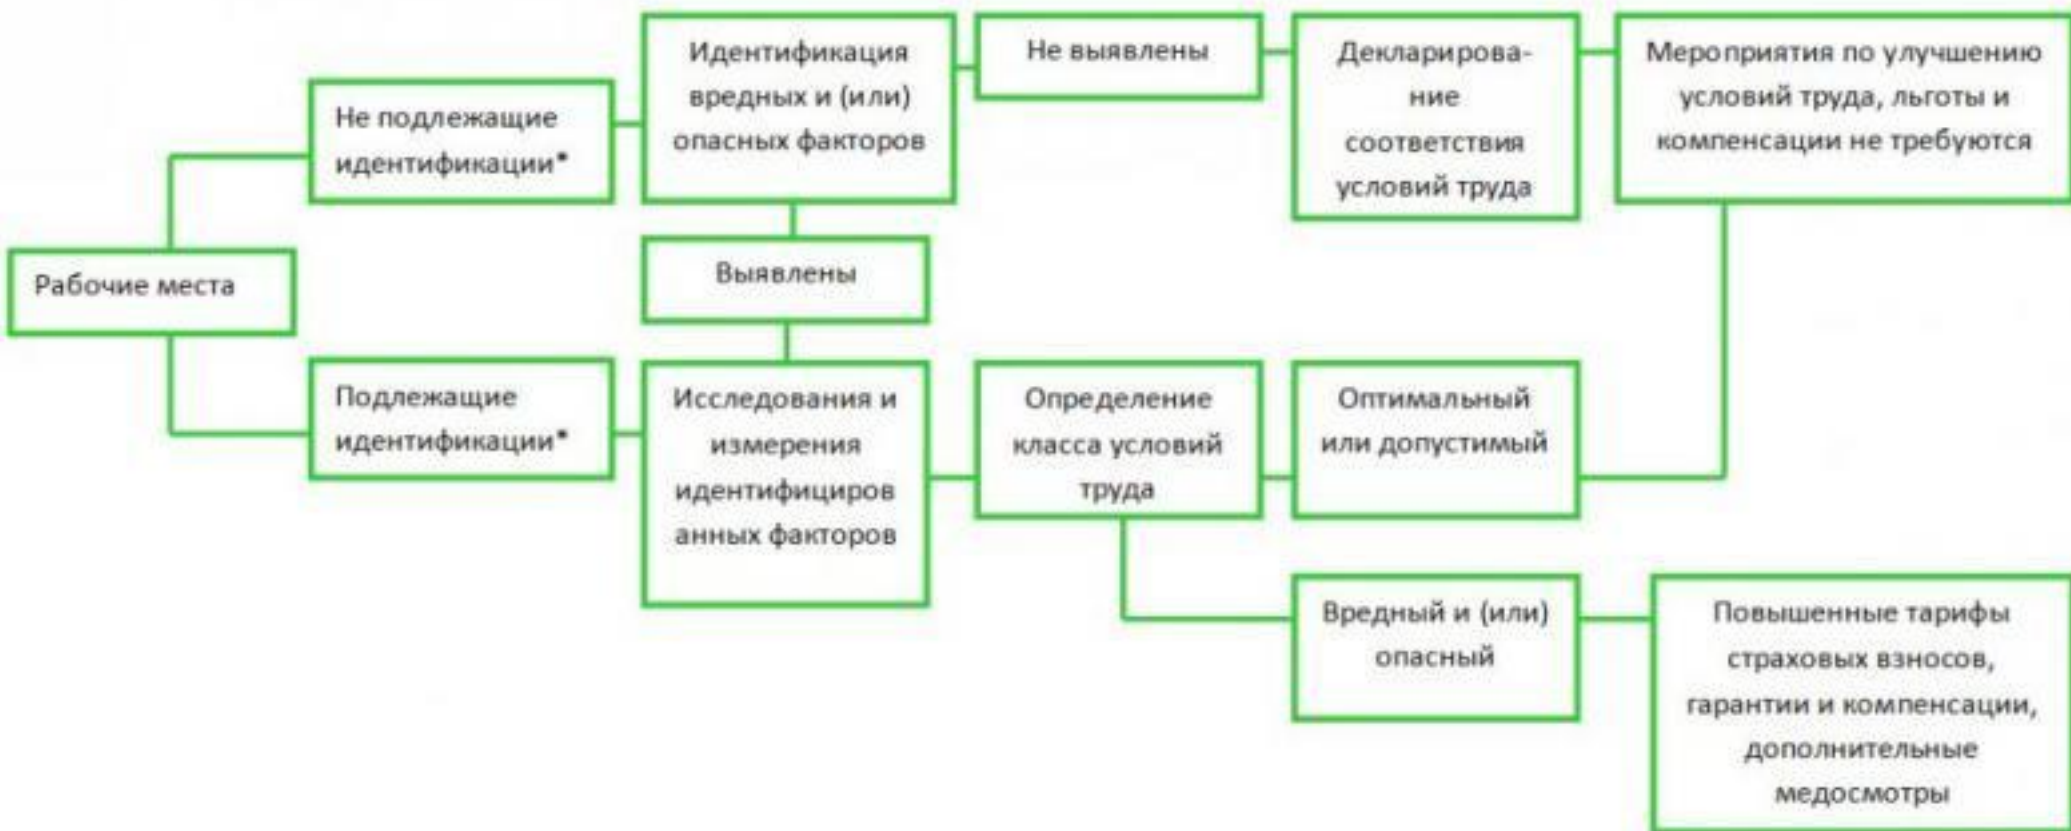 Идентификация
вредных и (или)
опасных факторов
Не выявлены
Декларирова-
ние
соответствия
условий труда
Мероприятия по улучшению
условий труда, льготы и
компенсации не требуются
Не подлежащие
идентификации*
Рабочие места
Выявлены
Подлежащие
идентификации*
Исследования и
измерения
идентифициров
анных факторов
Определение
класса условий
труда
Оптимальный
или допустимый
Вредный и (или)
опасный
Повышенные тарифы
страховых взносов,
гарантии и компенсации,
дополнительные
медосмотры